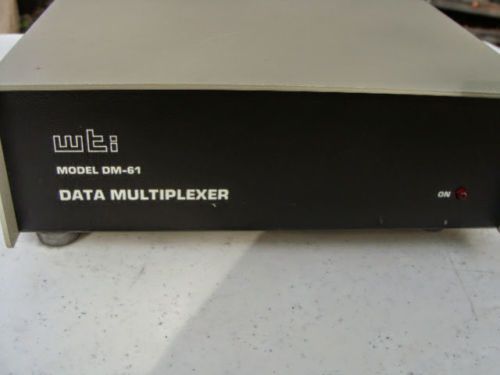 wti
MODEL DM-61
DATA MULTIPLEXER
ON